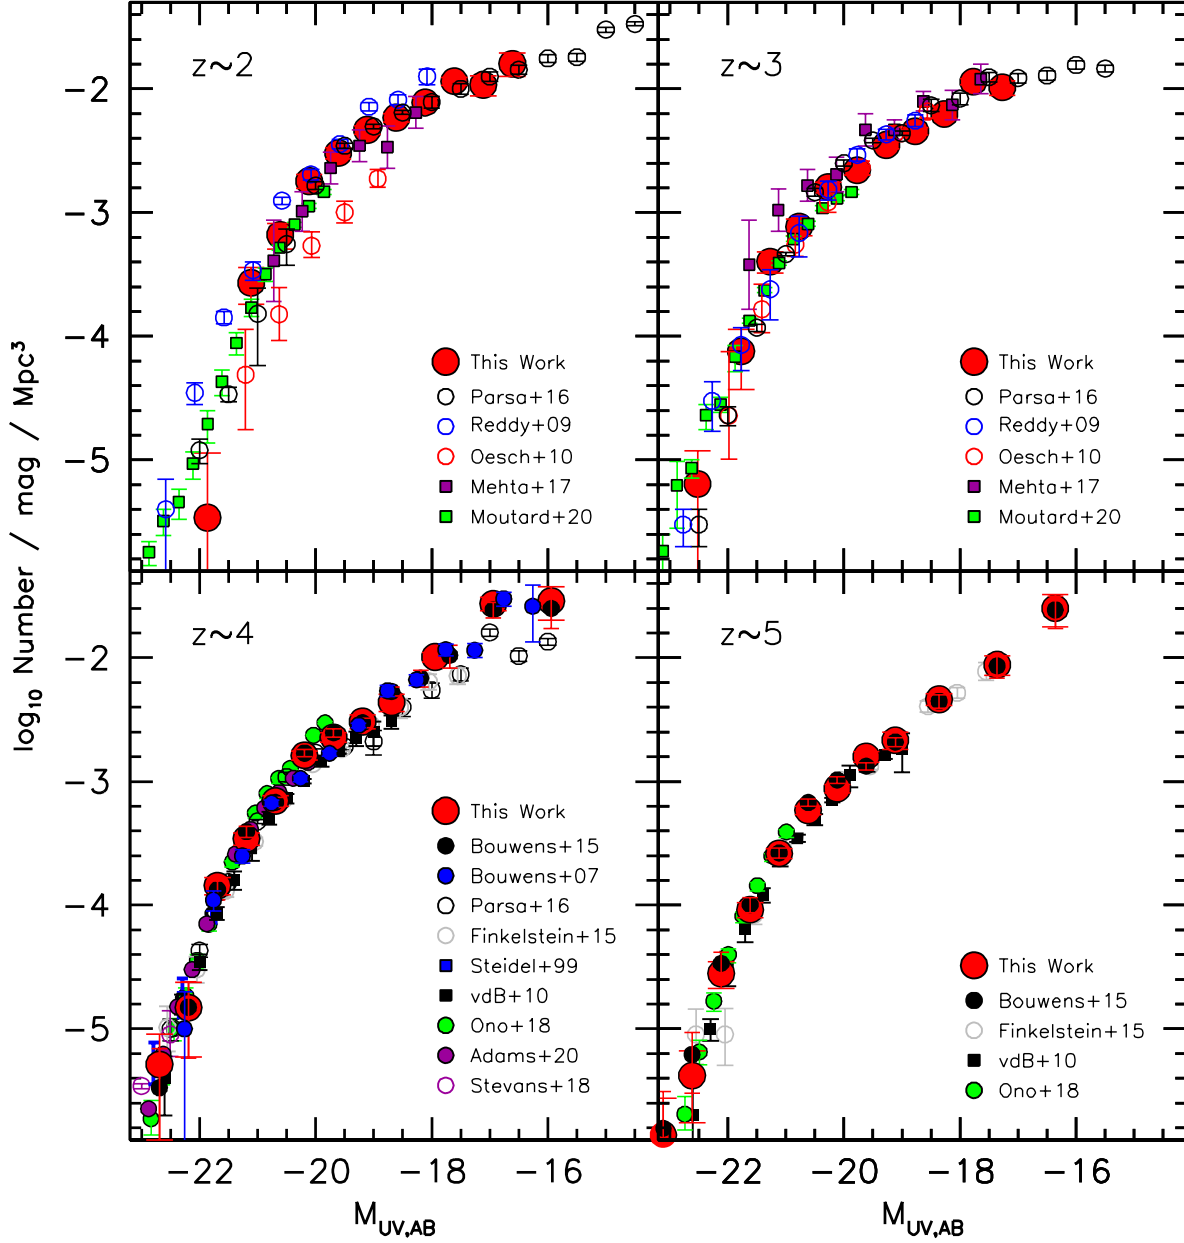 z~2
−2
−3
−4
−5
This Work
Parsa+16
Reddy+09
Oesch+10
Mehta+17
Moutard+20
z~3
This Work
Parsa+16
Reddy+09
Oesch+10
Mehta+17
Moutard+20
log10 Number / mag / Mpc3
z~4
−2
−3
−4
−5
This Work
Bouwens+15
Bouwens+07
Parsa+16
Finkelstein+15
Steidel+99
vdB+10
Ono+18
Adams+20
Stevans+18
z~5
This Work
Bouwens+15
Finkelstein+15
vdB+10
Ono+18
−22 −20 −18 −16 −22 −20 −18 −16
MUV,AB MUV,AB